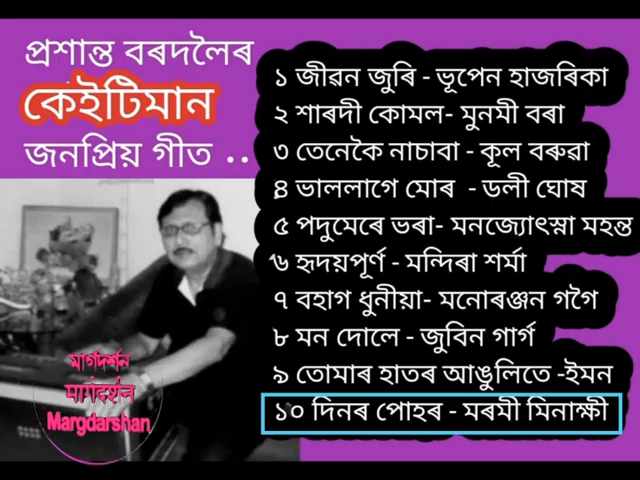 প্ৰশান্ত বৰদলৈৰ
কেইটিমান
জনপ্ৰিয় গীত ..
১ জীৱন জুৰি - ভূপেন হাজৰিকা
২ শাৰদী কোমল- মুনমী বৰা
৩ তেনেকৈ নাচাবা - কূল বৰুৱা
৪ ভাললাগে মোৰ - ডলী ঘোষ
৫ পদুমেৰে ভৰা- মনজ্যোৎস্না মহন্ত
৬ হৃদয়পূৰ্ণ - মন্দিৰা শৰ্মা
৭ বহাগ ধুনীয়া- মনোৰঞ্জন গগৈ
৮ মন দোলে - জুবিন গাৰ্গ
৯ তোমাৰ হাতৰ আঙুলিতে -ইমন
১০ দিনৰ পোহৰ - মৰমী মিনাক্ষী
মাৰ্গদৰ্শন
मार्गदर्शन
Margdarshan